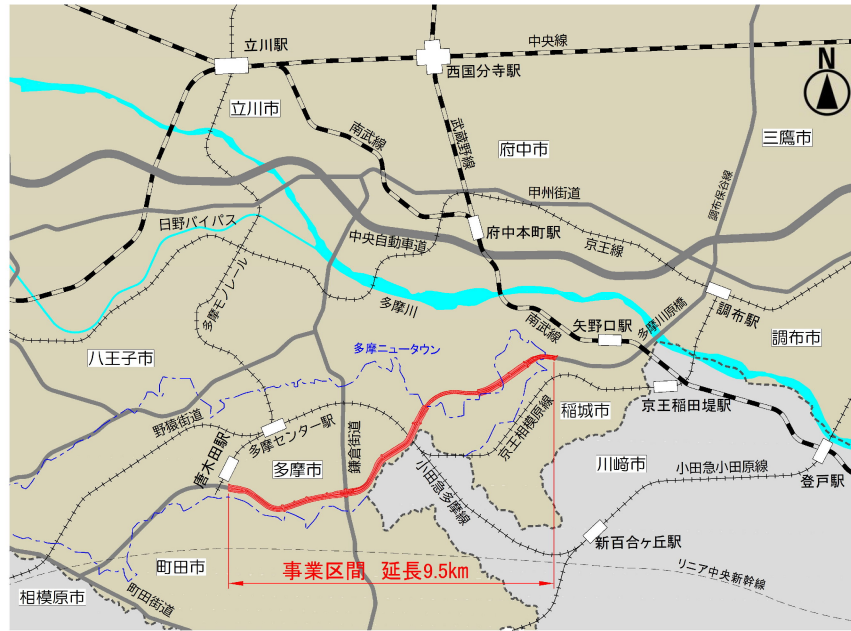 立川駅
中央線
西国分寺駅
N
立川市
南武線
武蔵野線
府中市
三鷹市
調布保谷線
甲州街道
日野バイパス
府中本町駅
京王線
中央自動車道
多摩モノレール
多摩川
調布駅
南武線
矢野口駅
多摩川原橋
調布市
多摩ニュータウン
八王子市
京王稲田堤駅
稲城市
野猿街道
多摩センター駅
鎌倉街道
京王相模原線
唐木田駅
多摩市
川﨑市
小田急小田原線
登戸駅
小田急多摩線
新百合ヶ丘駅
町田市
事業区間 延長9.5km
リニア中央新幹線
相模原市
町田街道